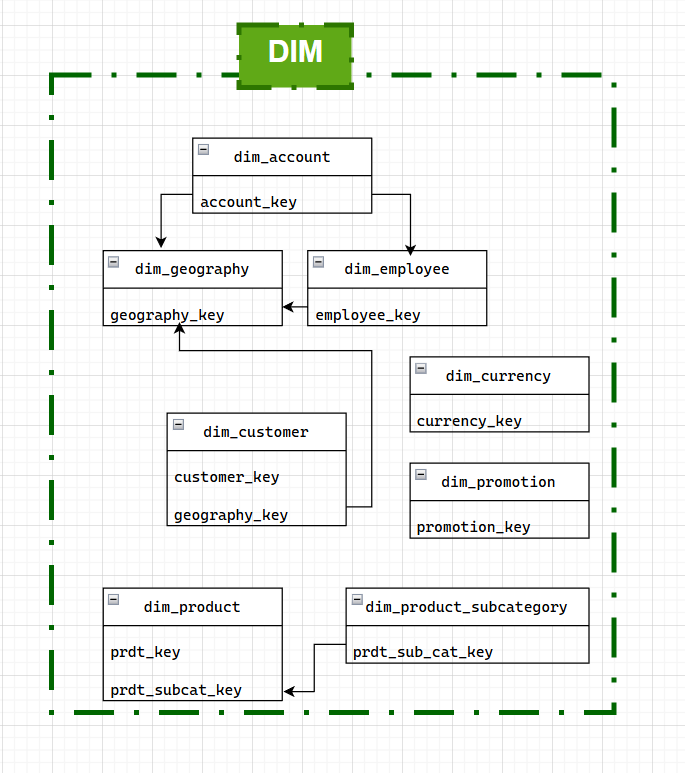 DIM
dim_account
account_key
dim_geography
geography_key
dim_employee
employee_key
dim_currency
currency_key
dim_customer
customer_key
geography_key
dim_promotion
promotion_key
dim_product
prdt_key
prdt_subcat_key
dim_product_subcategory
prdt_sub_cat_key